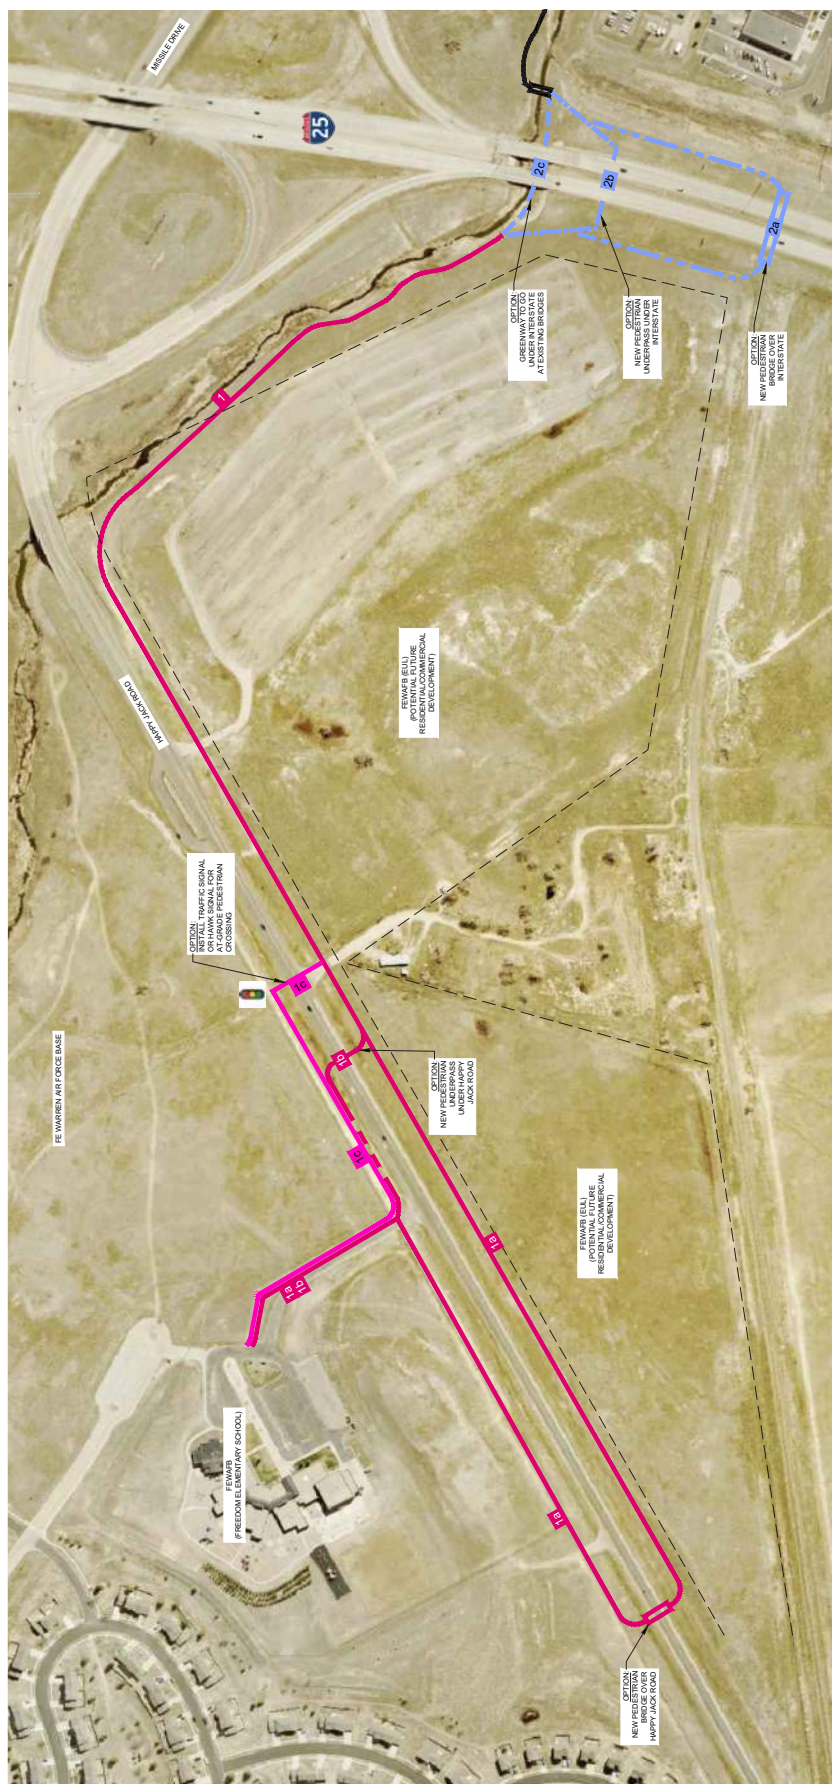 MISSILE DRIVE
INTERSTATE
25
2c
2b
2a
OPTION:
GREENWAY TO GO
UNDER INTERSTATE
AT EXISTING BRIDGES
OPTION:
NEW PEDESTRIAN
UNDERPASS UNDER
INTERSTATE
OPTION:
NEW PEDESTRIAN
BRIDGE OVER
INTERSTATE
1
HAPPY JACK ROAD
FEWAFB (EUL)
(POTENTIAL FUTURE
RESIDENTIAL/COMMERCIAL
DEVELOPMENT)
OPTION:
INSTALL TRAFFIC SIGNAL
OR HAWK SIGNAL FOR
AT-GRADE PEDESTRIAN
CROSSING
1c
FE WARREN AIR FORCE BASE
1b
OPTION:
NEW PEDESTRIAN
UNDERPASS
UNDER HAPPY
JACK ROAD
1c
1a
FEWAFB (EUL)
(POTENTIAL FUTURE
RESIDENTIAL/COMMERCIAL
DEVELOPMENT)
1a
1b
FEWAFB
(FREEDOM ELEMENTARY SCHOOL)
1a
OPTION:
NEW PEDESTRIAN
BRIDGE OVER
HAPPY JACK ROAD